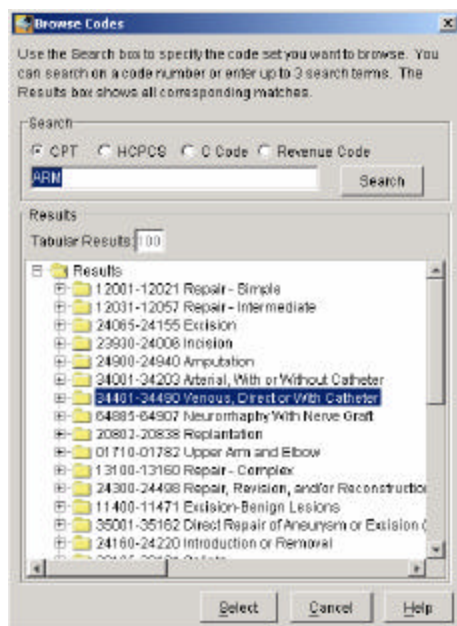 Browse Codes
Use the Search box to specify the code set you want to browse. You
can search on a code number or enter up to 3 search terms. The
Results box shows all corresponding matches.
Search
CPT HCPCS C Code Revenue Code
ARM Search
Results
Tabular Results: 100
Results
12001-12021 Repair - Simple
12031-12057 Repair - Intermediate
24065-24155 Excision
23930-24006 Incision
24900-24940 Amputation
34001-34203 Arterial, With or Without Catheter
34401-34490 Venous, Direct or With Catheter
64885-64907 Neurorrhaphy With Nerve Graft
20802-20838 Replantation
01710-01782 Upper Arm and Elbow
13100-13160 Repair - Complex
24300-24498 Repair, Revision, and/or Reconstruction
11400-11471 Excision-Benign Lesions
35001-35162 Direct Repair of Aneurysm or Excision (
24160-24220 Introduction or Removal
Select Cancel Help